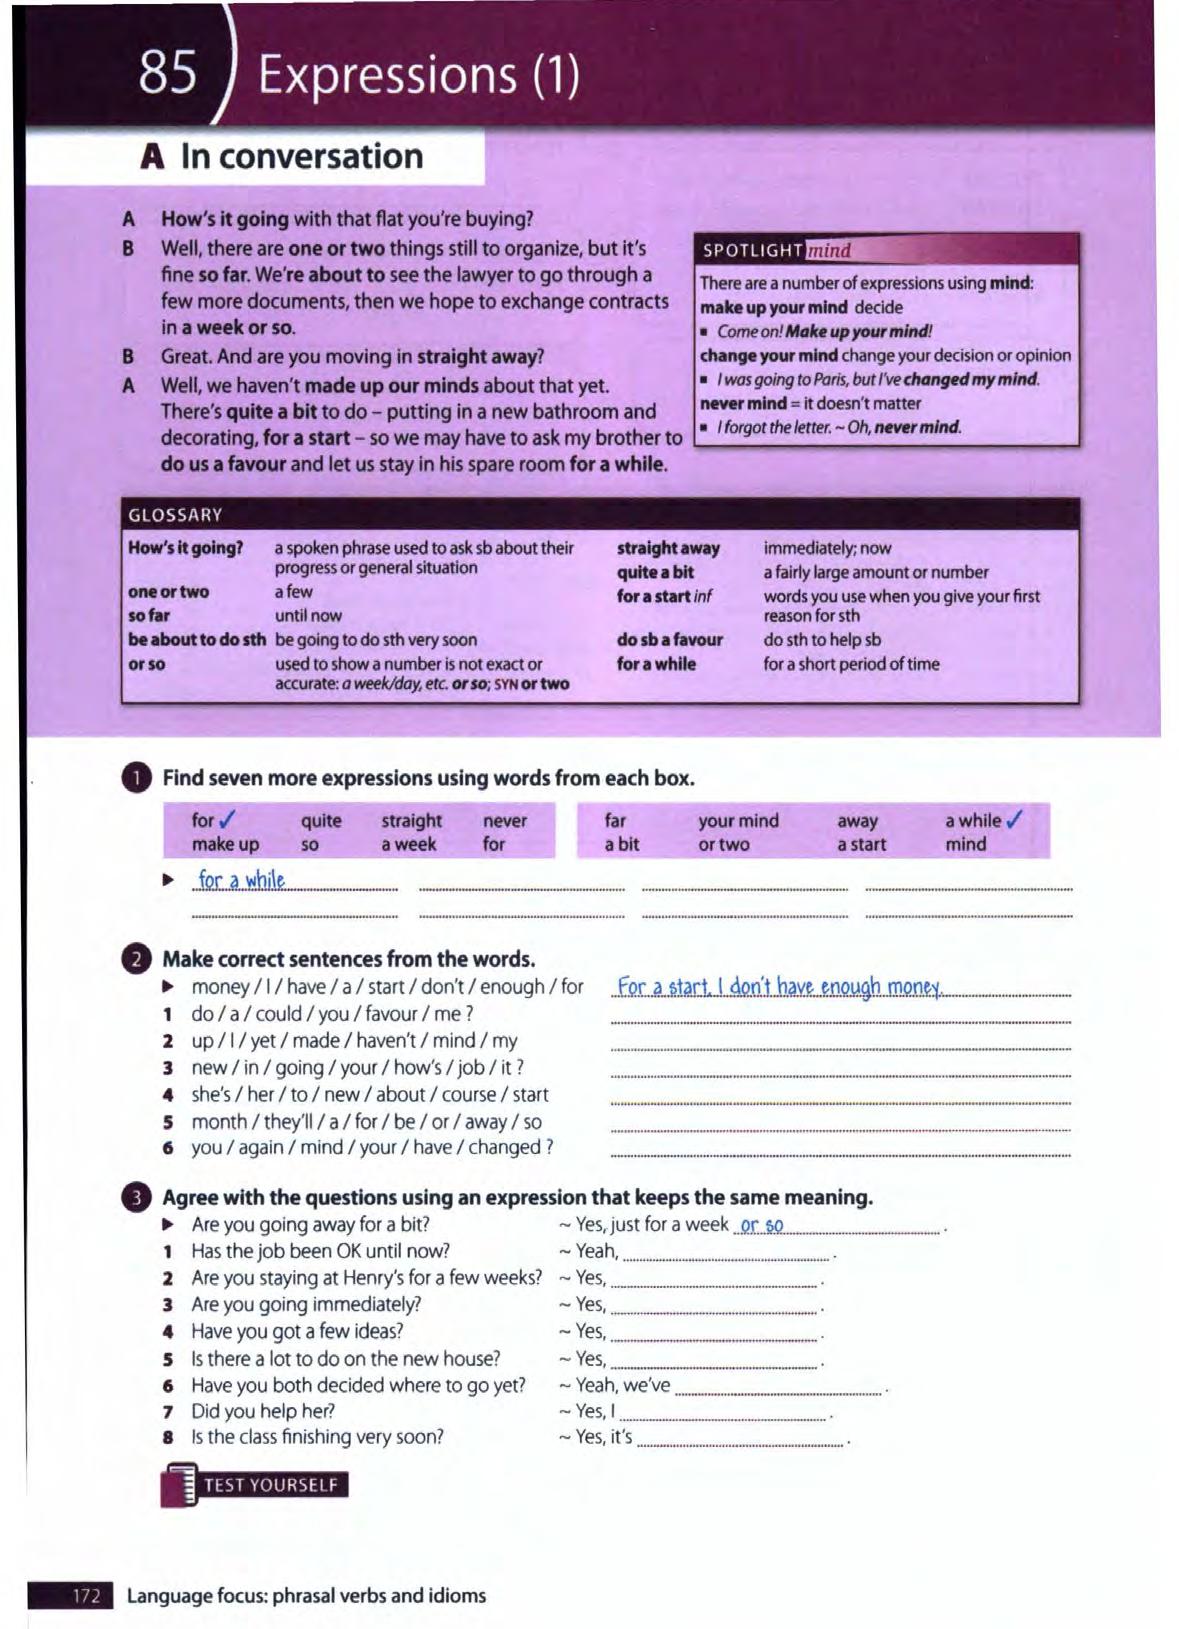 85 Expressions (1)
A In conversation
A How's it going with that flat you're buying?
B Well, there are one or two things still to organize, but it's
fine so far. We're about to see the lawyer to go through a
few more documents, then we hope to exchange contracts
in a week or so.
B Great. And are you moving in straight away?
A Well, we haven't made up our minds about that yet.
There's quite a bit to do – putting in a new bathroom and
decorating, for a start – so we may have to ask my brother to
do us a favour and let us stay in his spare room for a while.
SPOTLIGHT mind
There are a number of expressions using mind:
make up your mind decide
▪ Come on! Make up your mind!
change your mind change your decision or opinion
▪ I was going to Paris, but I've changed my mind.
never mind = it doesn't matter
▪ I forgot the letter. ~ Oh, never mind.
GLOSSARY
How's it going? a spoken phrase used to ask sb about their
progress or general situation
one or two a few
so far until now
be about to do sth be going to do sth very soon
or so used to show a number is not exact or
accurate: a week/day, etc. or so; SYN or two
straight away immediately; now
quite a bit a fairly large amount or number
for a start inf words you use when you give your first
reason for sth
do sb a favour do sth to help sb
for a while for a short period of time
1 Find seven more expressions using words from each box.
for ✓ quite straight never
make up so a week for
far your mind away a while ✓
a bit or two a start mind
► for a while
2 Make correct sentences from the words.
► money / I / have / a / start / don't / enough / for For a start, I don't have enough money.
1 do / a / could / you / favour / me ?
2 up / I / yet / made / haven't / mind / my
3 new / in / going / your / how's / job / it ?
4 she's / her / to / new / about / course / start
5 month / they'll / a / for / be / or / away / so
6 you / again / mind / your / have / changed ?
3 Agree with the questions using an expression that keeps the same meaning.
► Are you going away for a bit? ~ Yes, just for a week or so.
1 Has the job been OK until now? ~ Yeah, .
2 Are you staying at Henry's for a few weeks? ~ Yes, .
3 Are you going immediately? ~ Yes, .
4 Have you got a few ideas? ~ Yes, .
5 Is there a lot to do on the new house? ~ Yes, .
6 Have you both decided where to go yet? ~ Yeah, we've .
7 Did you help her? ~ Yes, I .
8 Is the class finishing very soon? ~ Yes, it's .
TEST YOURSELF
172 Language focus: phrasal verbs and idioms